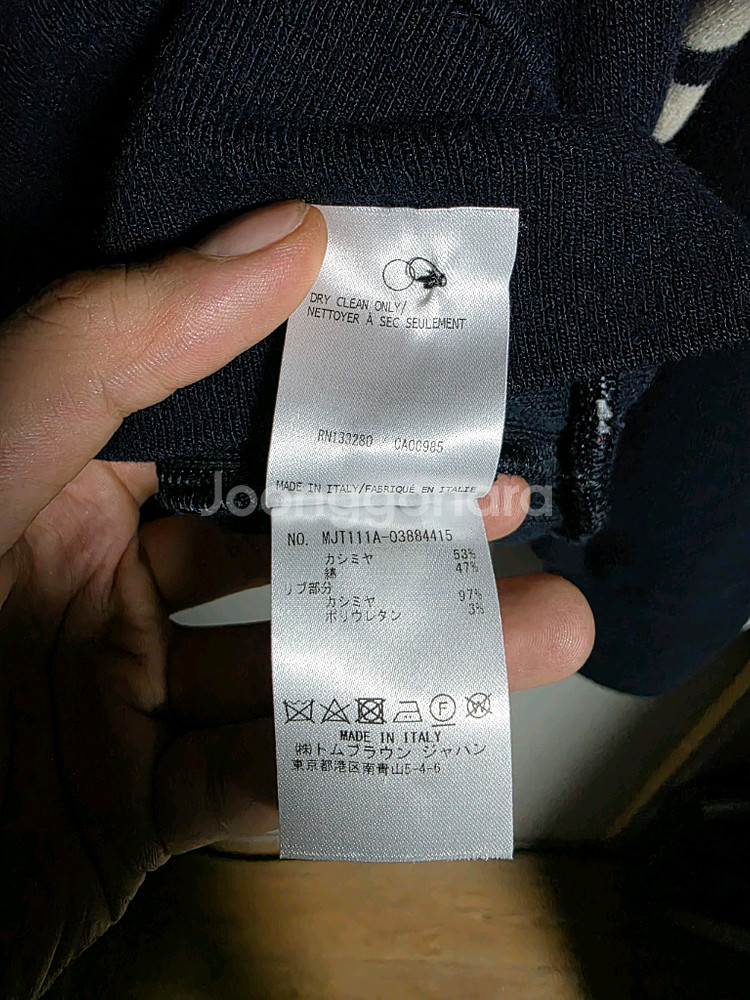 DRY CLEAN ONLY/
NETTOYER À SEC SEULEMENT
RN133280 / CA00985
MADE IN ITALY/FABRIQUÉ EN ITALIE
Joonggonara
NO. MJT111A-03884415
カシミヤ 53%
綿 47%
リブ部分
カシミヤ 97%
ポリウレタン 3%
F W
MADE IN ITALY
(株)トムブラウン ジャパン
東京都港区南青山5-4-6